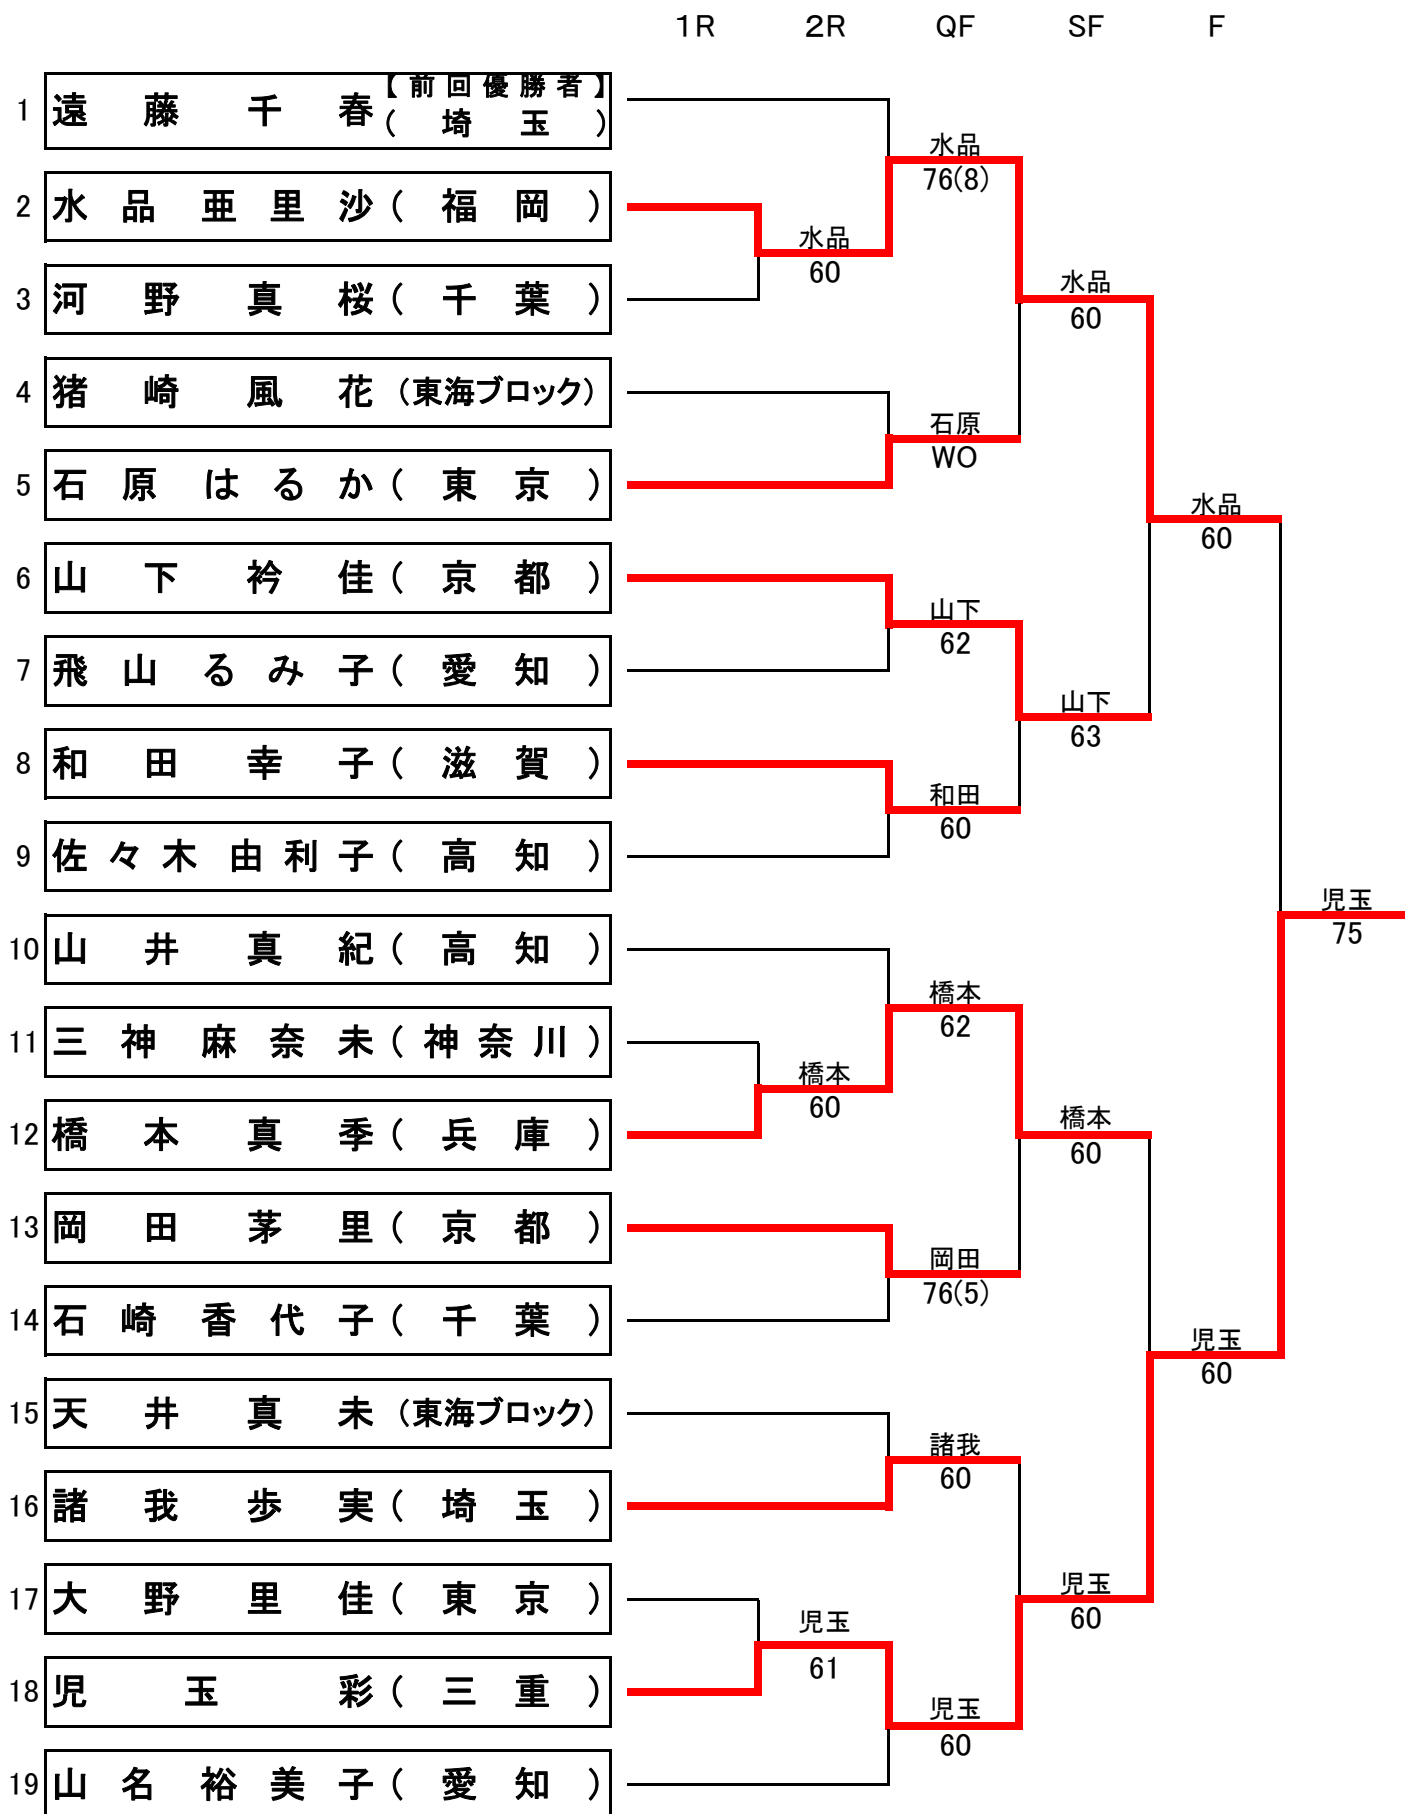 1R 2R QF SF F
1 遠藤千春 【前回優勝者】 (埼玉)
水品
76(8)
2 水品亜里沙 (福岡)
水品
60
3 河野真桜 (千葉)
水品
60
4 猪崎風花 (東海ブロック)
石原
WO
5 石原はるか (東京)
水品
60
6 山下衿佳 (京都)
山下
62
7 飛山るみ子 (愛知)
山下
63
8 和田幸子 (滋賀)
和田
60
9 佐々木由利子 (高知)
児玉
75
10 山井真紀 (高知)
橋本
62
11 三神麻奈未 (神奈川)
橋本
60
12 橋本真季 (兵庫)
橋本
60
13 岡田茅里 (京都)
岡田
76(5)
14 石崎香代子 (千葉)
児玉
60
15 天井真未 (東海ブロック)
諸我
60
16 諸我歩実 (埼玉)
17 大野里佳 (東京)
児玉
60
児玉
61
18 児玉彩 (三重)
児玉
60
19 山名裕美子 (愛知)